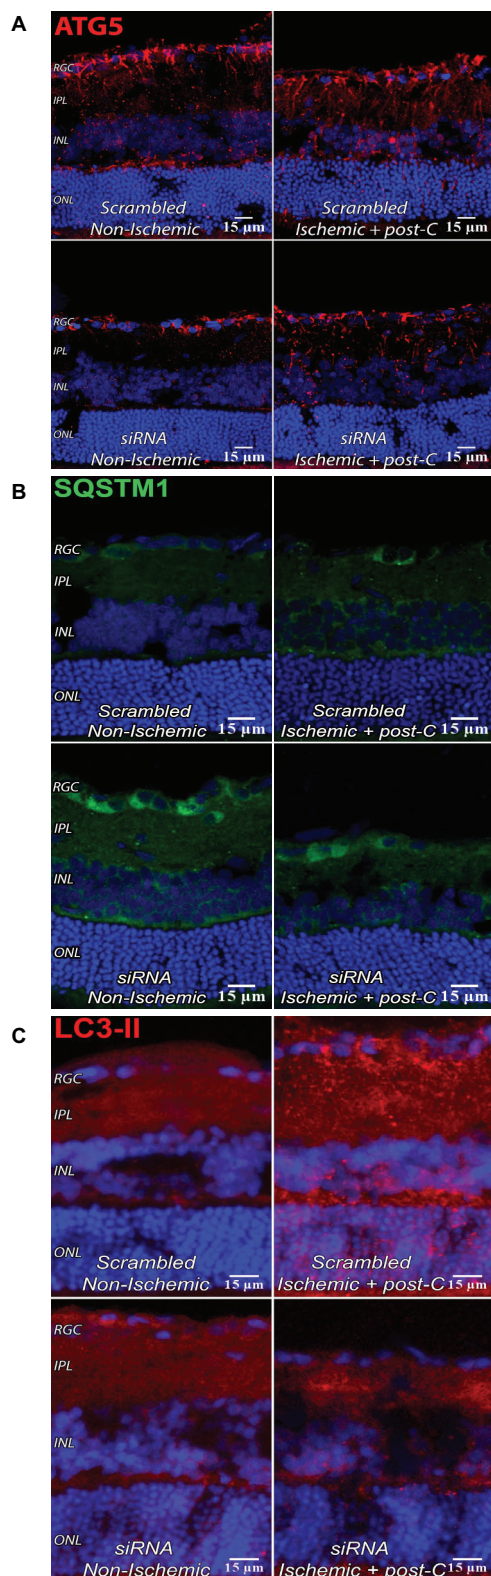 A
ATG5
RGC
IPL
INL
ONL
Scrambled
Non-Ischemic
15 µm
Scrambled
Ischemic + post-C
15 µm
RGC
IPL
INL
ONL
siRNA
Non-Ischemic
15 µm
siRNA
Ischemic + post-C
15 µm
B
SQSTM1
RGC
IPL
INL
ONL
Scrambled
Non-Ischemic
15 µm
Scrambled
Ischemic + post-C
15 µm
RGC
IPL
INL
ONL
siRNA
Non-Ischemic
15 µm
siRNA
Ischemic + post-C
15 µm
C
LC3-II
RGC
IPL
INL
ONL
Scrambled
Non-Ischemic
15 µm
Scrambled
Ischemic + post-C
15 µm
RGC
IPL
INL
ONL
siRNA
Non-Ischemic
15 µm
siRNA
Ischemic + post-C
15 µm